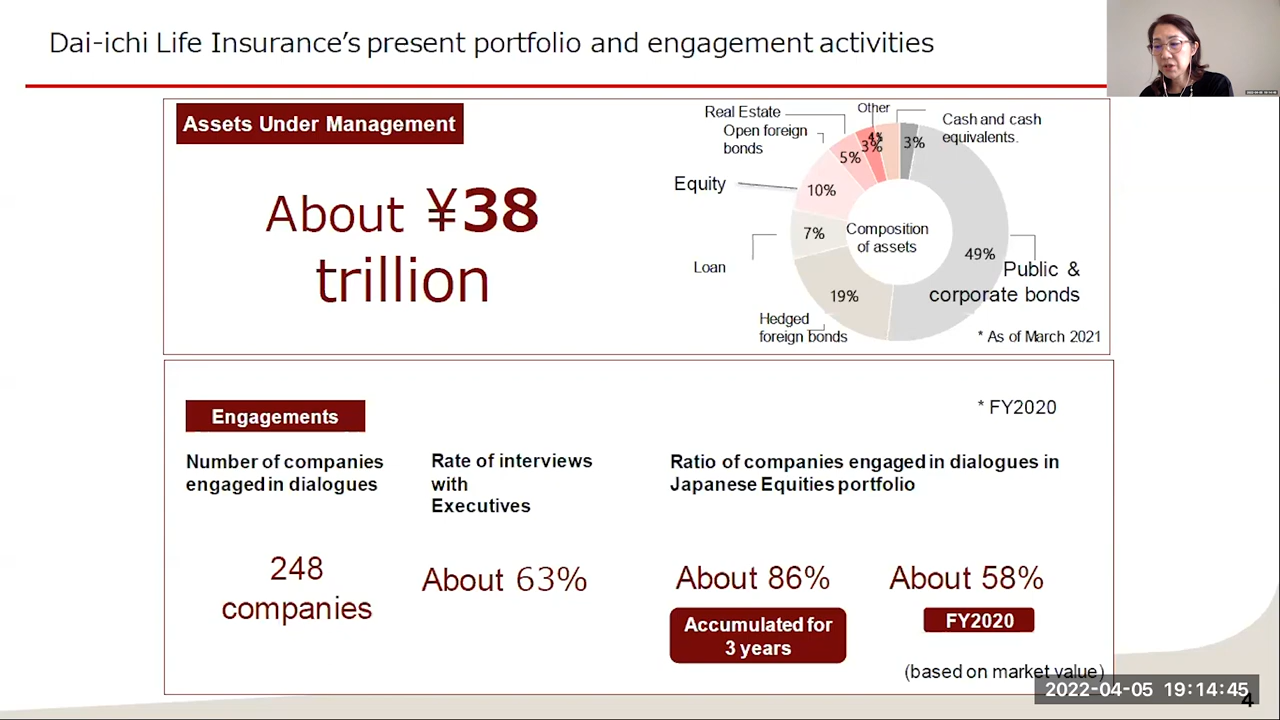 Dai-ichi Life Insurance's present portfolio and engagement activities
Assets Under Management
About ¥38
trillion
Real Estate
Open foreign
bonds
Equity
Loan
Hedged
foreign bonds
Other
Cash and cash
equivalents.
Public &
corporate bonds
Composition
of assets
3%
49%
19%
7%
10%
5%
3%
4%
* As of March 2021
Engagements
* FY2020
Number of companies
engaged in dialogues
248
companies
Rate of interviews
with
Executives
About 63%
Ratio of companies engaged in dialogues in
Japanese Equities portfolio
About 86%
Accumulated for
3 years
About 58%
FY2020
(based on market value)
2022-04-05 19:14:45
4